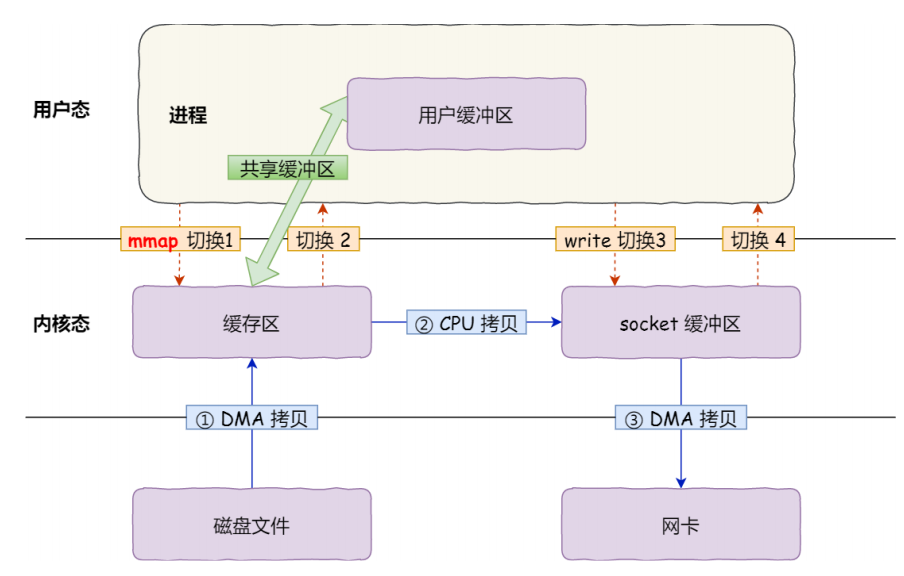 用户态
进程
用户缓冲区
共享缓冲区
mmap 切换1
切换 2
write 切换3
切换 4
内核态
缓存区
② CPU 拷贝
socket 缓冲区
① DMA 拷贝
③ DMA 拷贝
磁盘文件
网卡